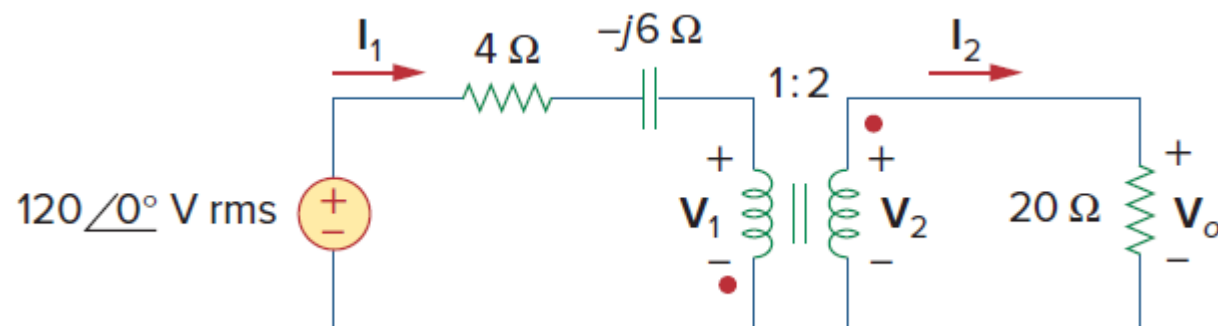 I₁ 4 Ω −j6 Ω 1:2 I₂
120 /0° V rms + − + V₁ − + V₂ − 20 Ω + Vₒ −